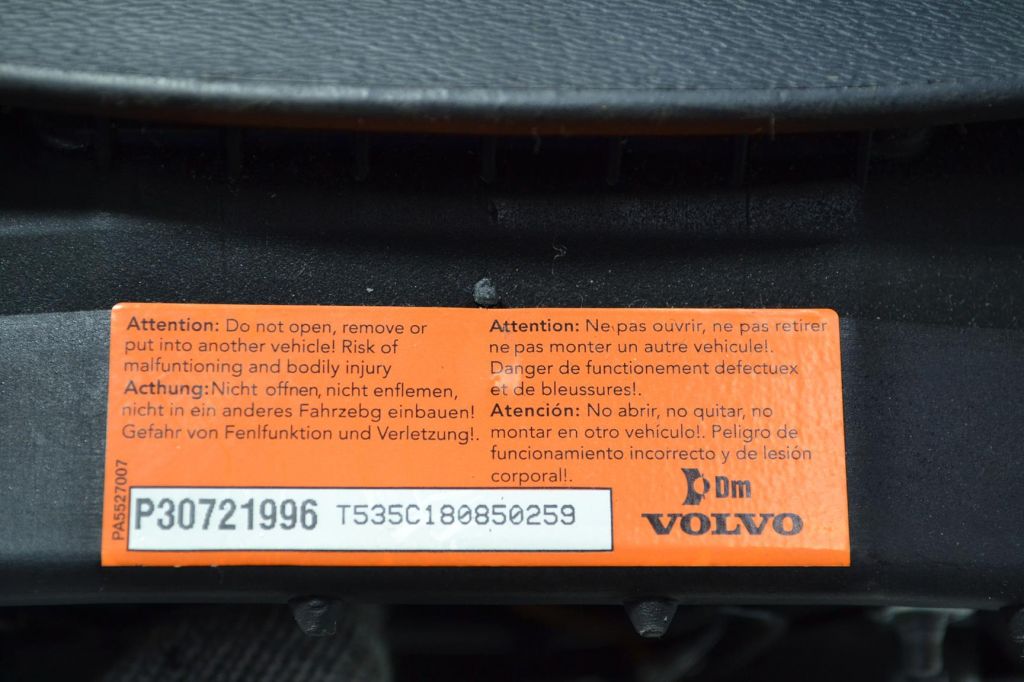 Attention: Do not open, remove or
put into another vehicle! Risk of
malfuntioning and bodily injury
Acthung: Nicht offnen, nicht enflemen,
nicht in ein anderes Fahrzebg einbauen!
Gefahr von Fenlfunktion und Verletzung!.
Attention: Ne pas ouvrir, ne pas retirer
ne pas monter un autre vehicule!.
Danger de functionement defectuex
et de bleussures!.
Atención: No abrir, no quitar, no
montar en otro vehículo!. Peligro de
funcionamiento incorrecto y de lesión
corporal!.
PA5527007
P30721996 T535C180850259
Dm
VOLVO